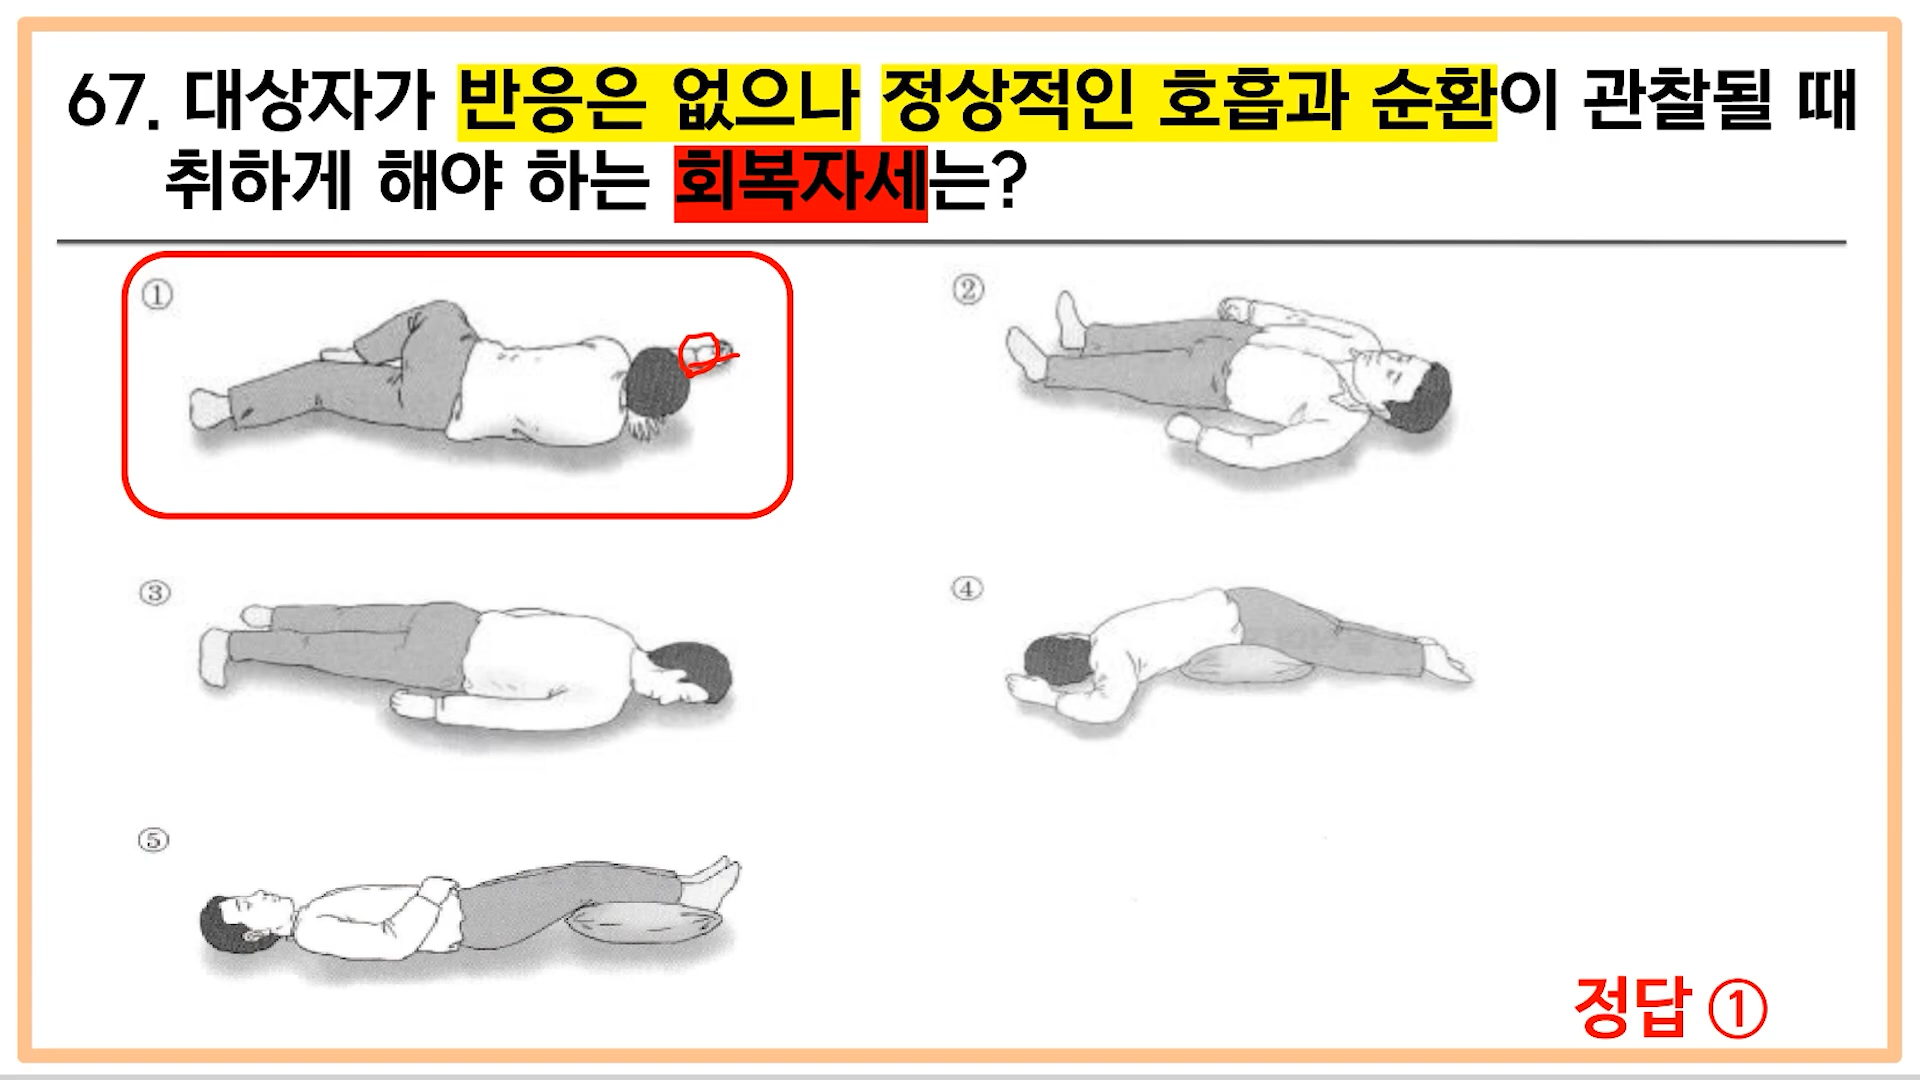 67. 대상자가 반응은 없으나 정상적인 호흡과 순환이 관찰될 때
취하게 해야 하는 회복자세는?
①
②
③
④
⑤
정답 ①